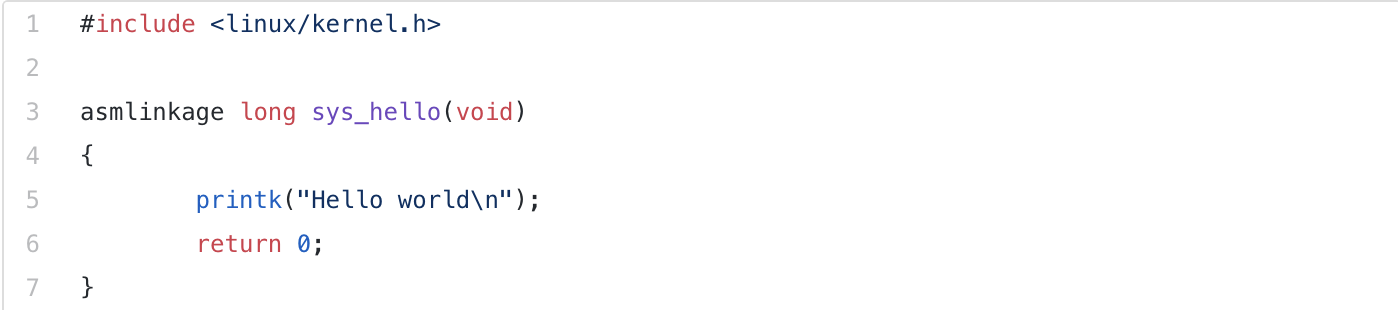 1 #include <linux/kernel.h>
2
3 asmlinkage long sys_hello(void)
4 {
5         printk("Hello world\n");
6         return 0;
7 }